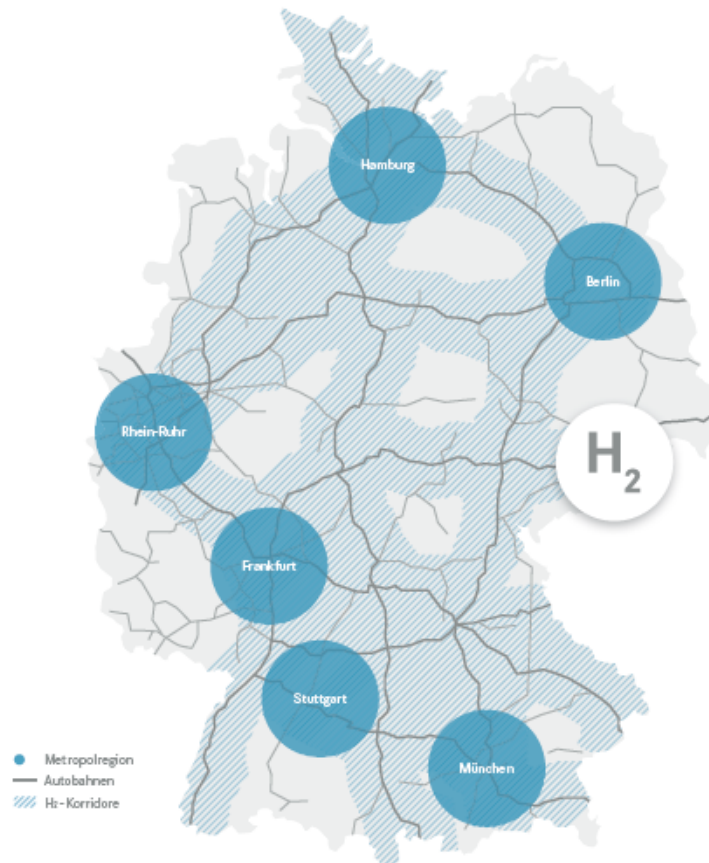 Hamburg
Berlin
Rhein-Ruhr
H₂
Frankfurt
Stuttgart
München
Metropolregion
Autobahnen
H₂-Korridore